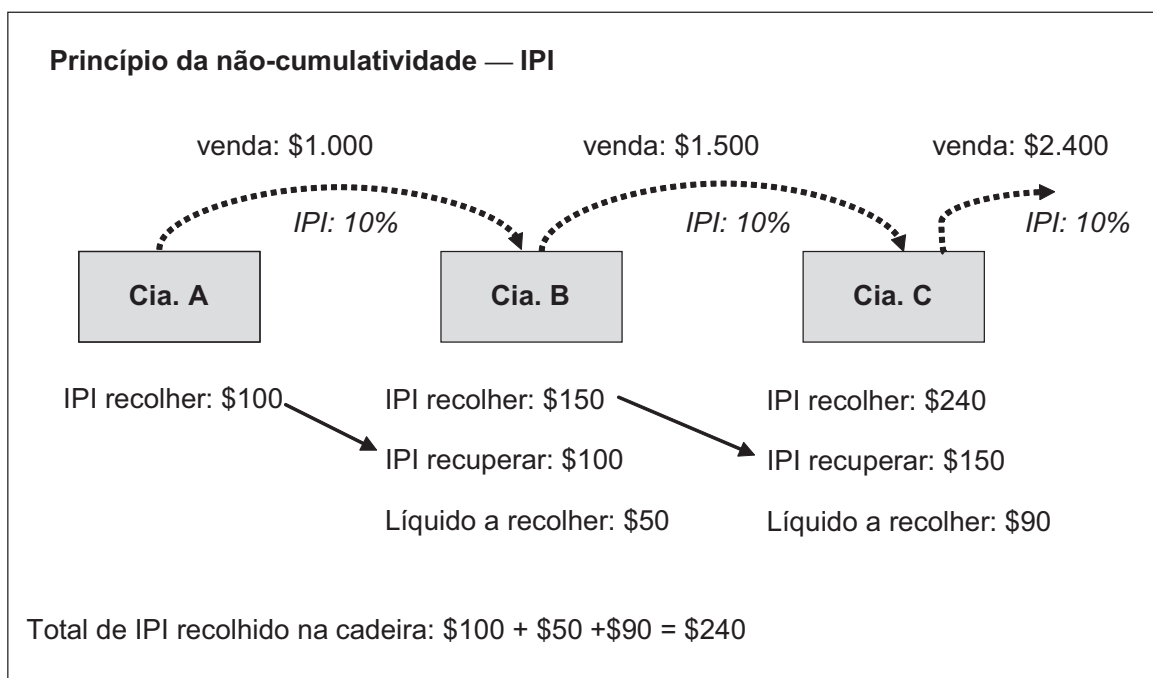 Princípio da não-cumulatividade — IPI
venda: $1.000
venda: $1.500
venda: $2.400
IPI: 10%
IPI: 10%
IPI: 10%
Cia. A
Cia. B
Cia. C
IPI recolher: $100
IPI recolher: $150
IPI recolher: $240
IPI recuperar: $100
IPI recuperar: $150
Líquido a recolher: $50
Líquido a recolher: $90
Total de IPI recolhido na cadeira: $100 + $50 +$90 = $240